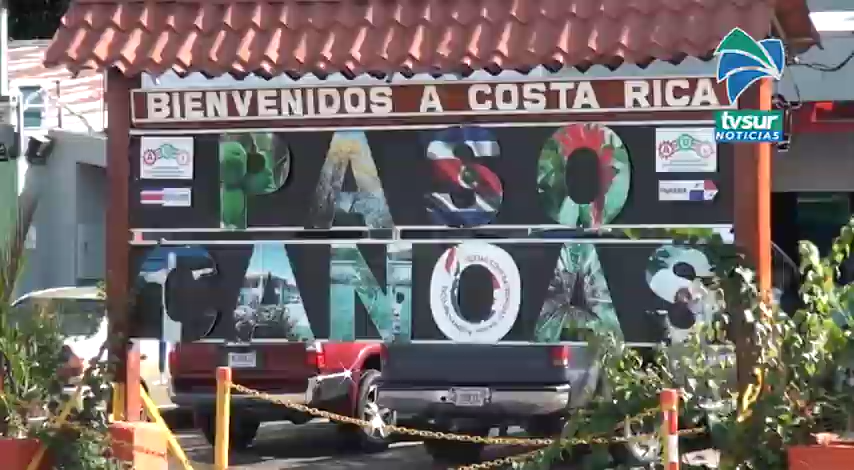 BIENVENIDOS A COSTA RICA
PASO
CANOAS
tvsur
NOTICIAS